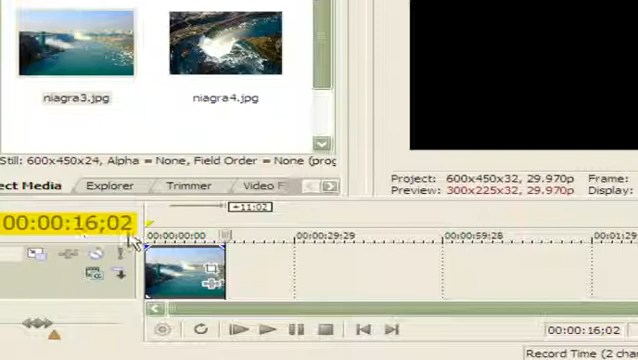 niagra3.jpg
niagra4.jpg
Still: 600x450x24, Alpha = None, Field Order = None (prog
ect Media
Explorer
Trimmer
Video F
Project: 600x450x32, 29.970p
Frame:
Preview: 300x225x32, 29.970p
Display:
+11:02
00:00:16;02
00:00:00:00
00:00:29:29
00:00:59:28
00:01:29
00:00:16;02
Record Time (2 char